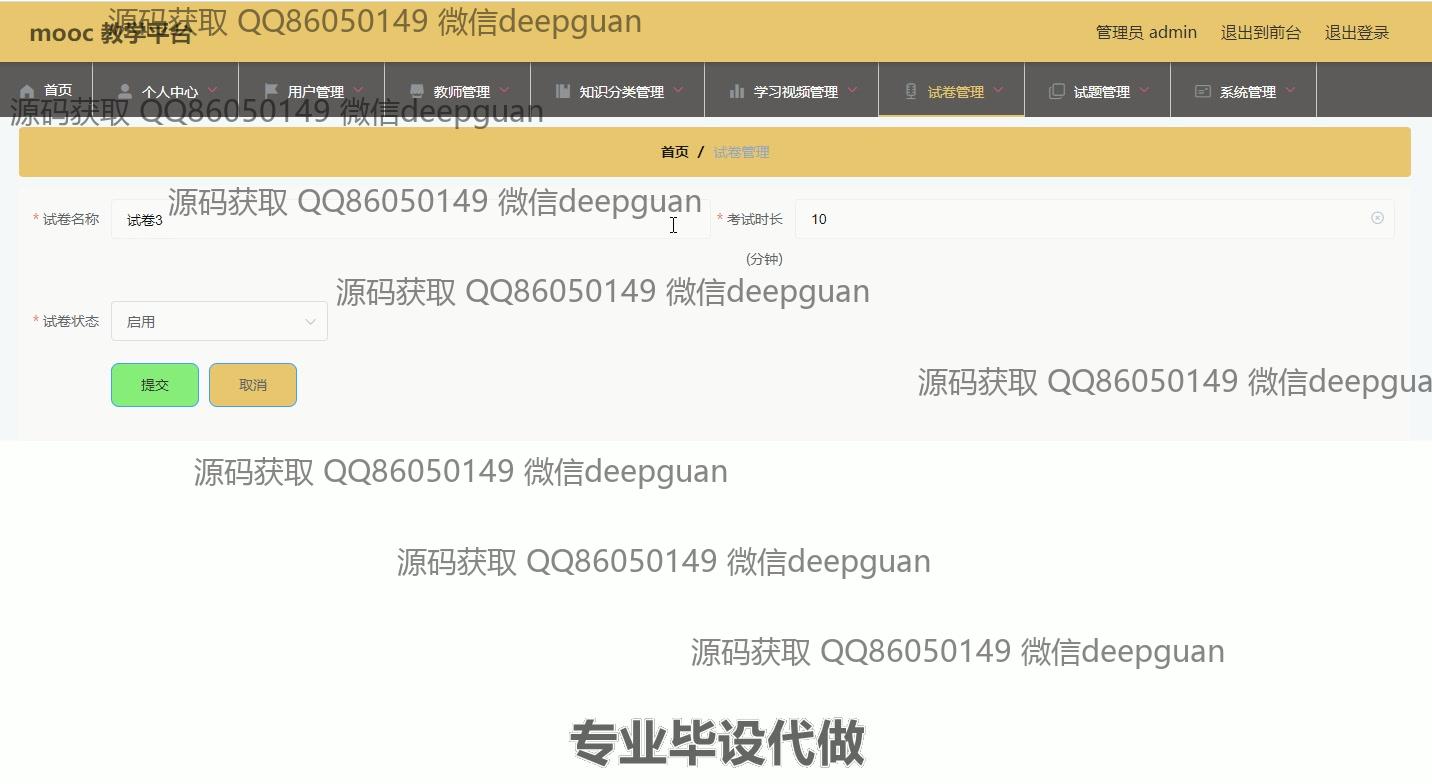 源码获取 QQ86050149 微信deepguan
mooc 教学平台
管理员 admin 退出到前台 退出登录
首页 个人中心 用户管理 教师管理 知识分类管理 学习视频管理 试卷管理 试题管理 系统管理
源码获取 QQ86050149 微信deepguan
首页 / 试卷管理
源码获取 QQ86050149 微信deepguan
* 试卷名称 试卷3 * 考试时长 10
(分钟)
源码获取 QQ86050149 微信deepguan
* 试卷状态 启用
提交 取消
源码获取 QQ86050149 微信deepgua
源码获取 QQ86050149 微信deepguan
源码获取 QQ86050149 微信deepguan
源码获取 QQ86050149 微信deepguan
专业毕设代做